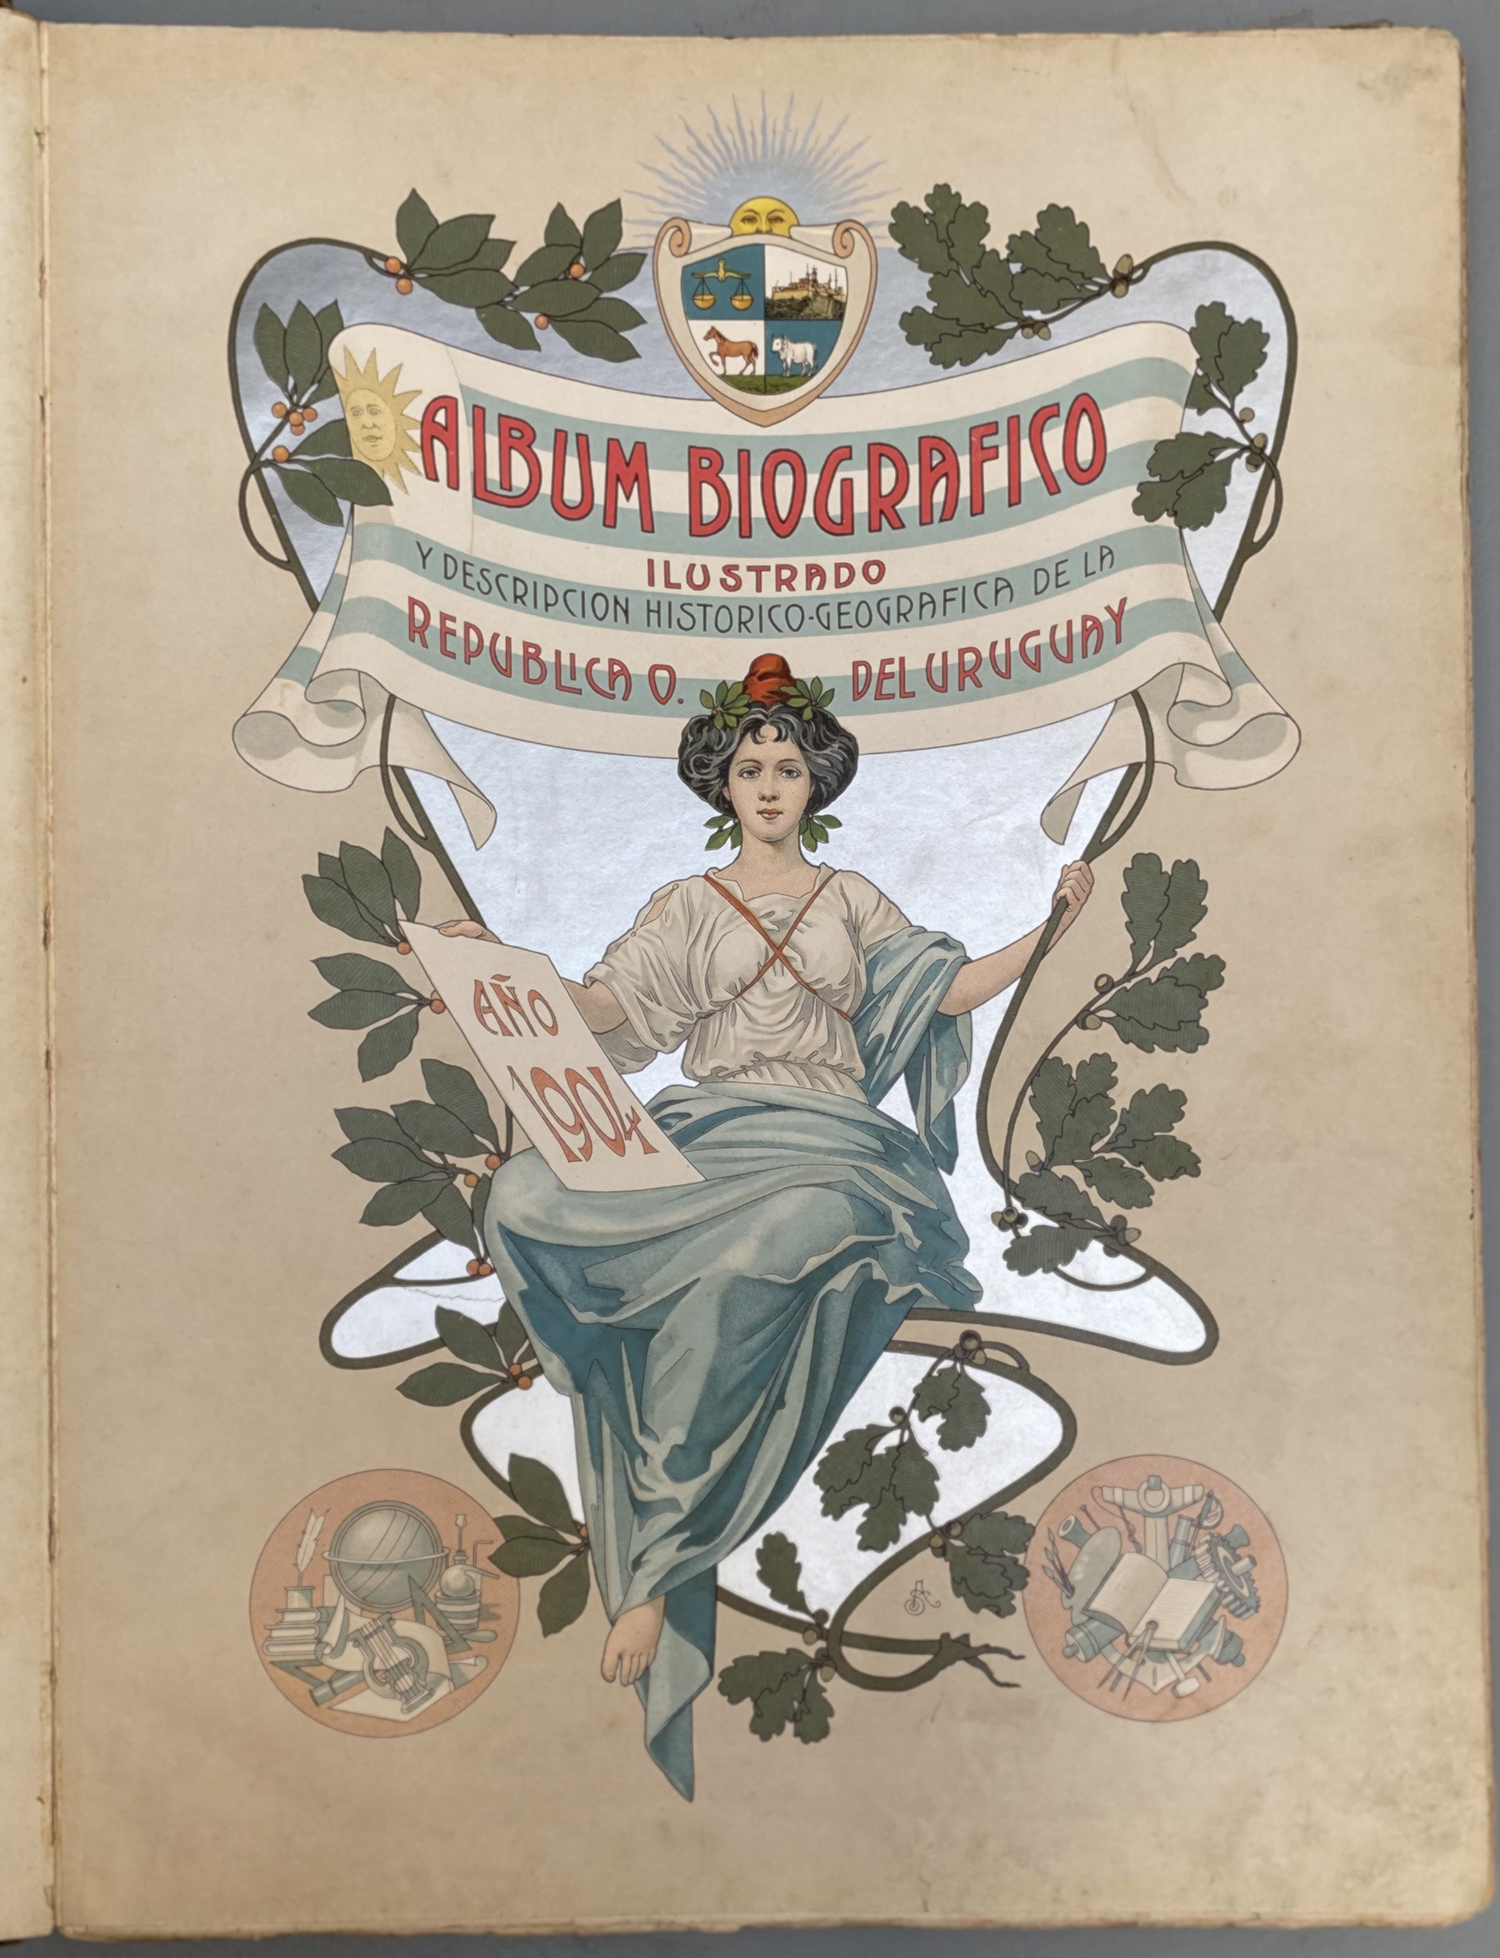 ALBUM BIOGRAFICO
ILUSTRADO
Y DESCRIPCION HISTORICO-GEOGRAFICA DE LA
REPUBLICA O. DEL URUGUAY
AÑO
1904